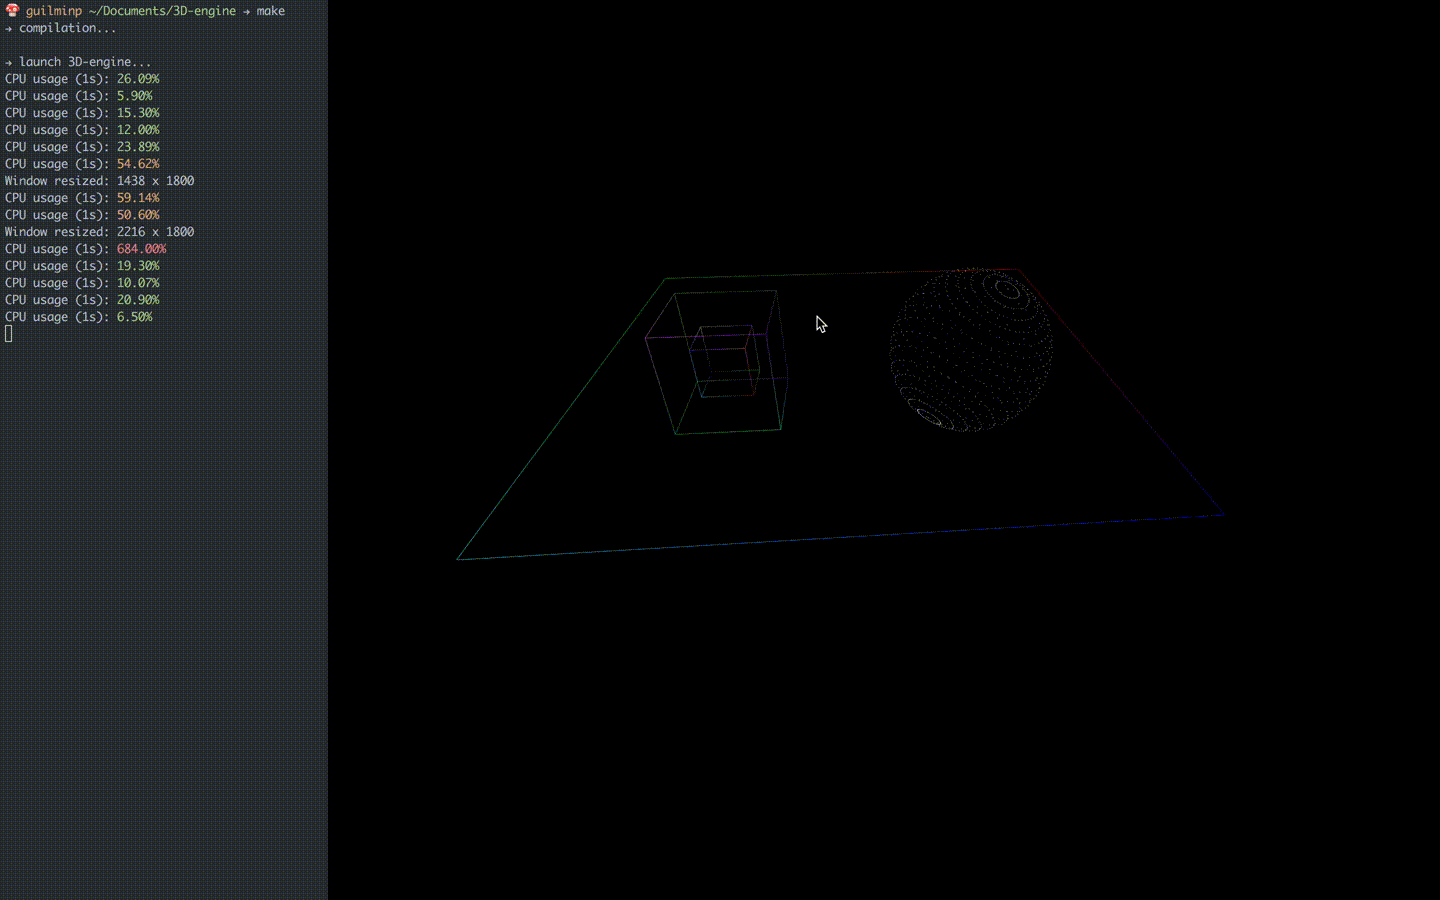 guilminp ~/Documents/3D-engine → make
→ compilation...
→ launch 3D-engine...
CPU usage (1s): 26.09%
CPU usage (1s): 5.90%
CPU usage (1s): 15.30%
CPU usage (1s): 12.00%
CPU usage (1s): 23.89%
CPU usage (1s): 54.62%
Window resized: 1438 x 1800
CPU usage (1s): 59.14%
CPU usage (1s): 50.60%
Window resized: 2216 x 1800
CPU usage (1s): 684.00%
CPU usage (1s): 19.30%
CPU usage (1s): 10.07%
CPU usage (1s): 20.90%
CPU usage (1s): 6.50%